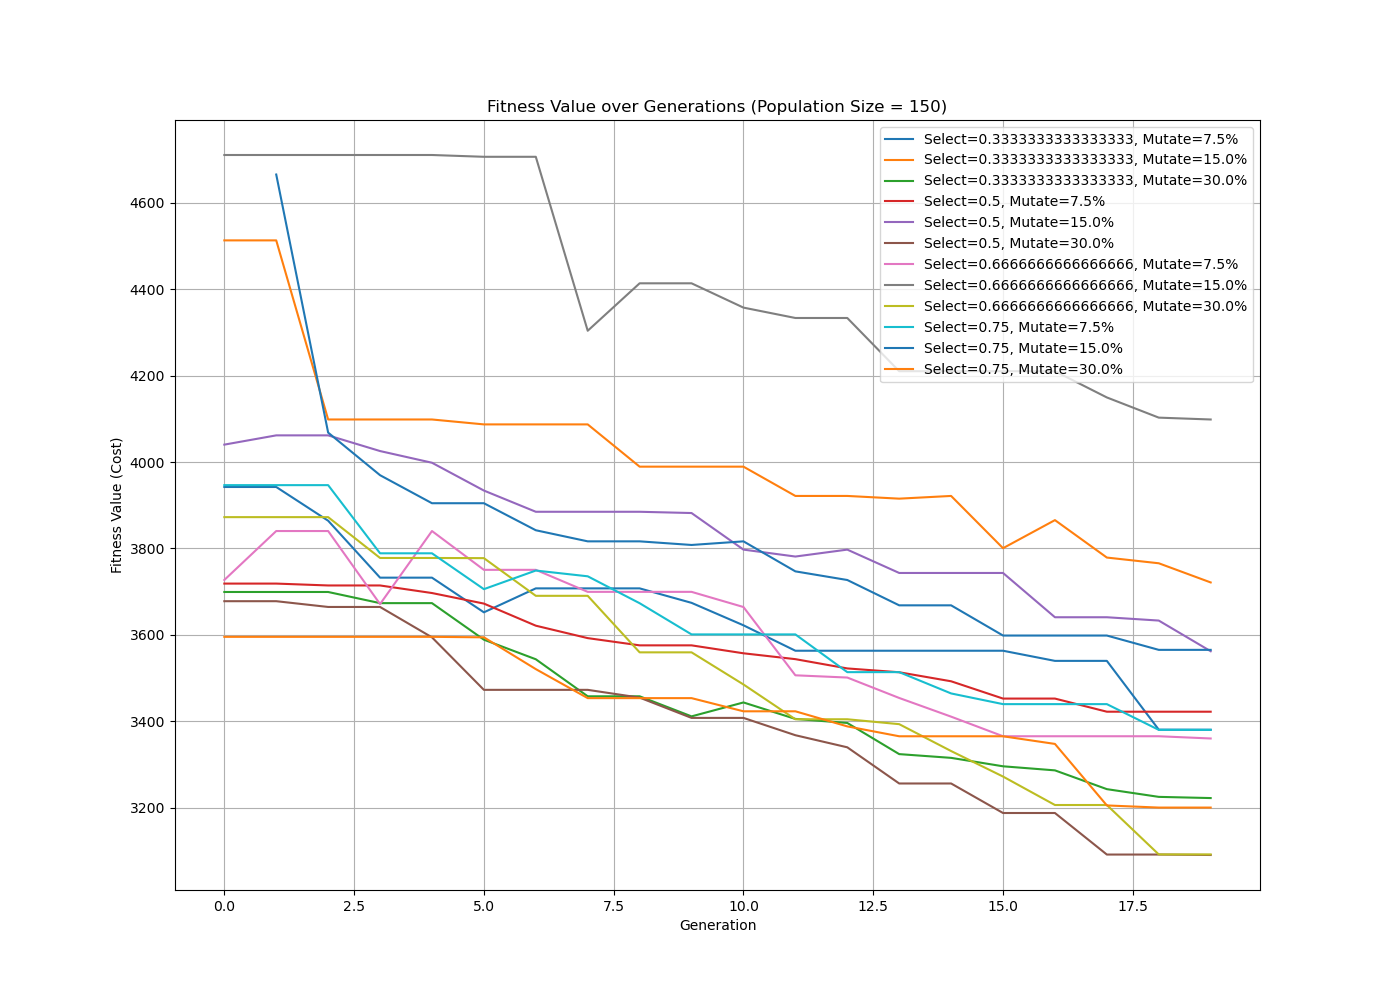 Fitness Value over Generations (Population Size = 150)
Select=0.3333333333333333, Mutate=7.5%
Select=0.3333333333333333, Mutate=15.0%
Select=0.3333333333333333, Mutate=30.0%
Select=0.5, Mutate=7.5%
Select=0.5, Mutate=15.0%
Select=0.5, Mutate=30.0%
Select=0.6666666666666666, Mutate=7.5%
Select=0.6666666666666666, Mutate=15.0%
Select=0.6666666666666666, Mutate=30.0%
Select=0.75, Mutate=7.5%
Select=0.75, Mutate=15.0%
Select=0.75, Mutate=30.0%
Fitness Value (Cost)
4600
4400
4200
4000
3800
3600
3400
3200
0.0 2.5 5.0 7.5 10.0 12.5 15.0 17.5
Generation